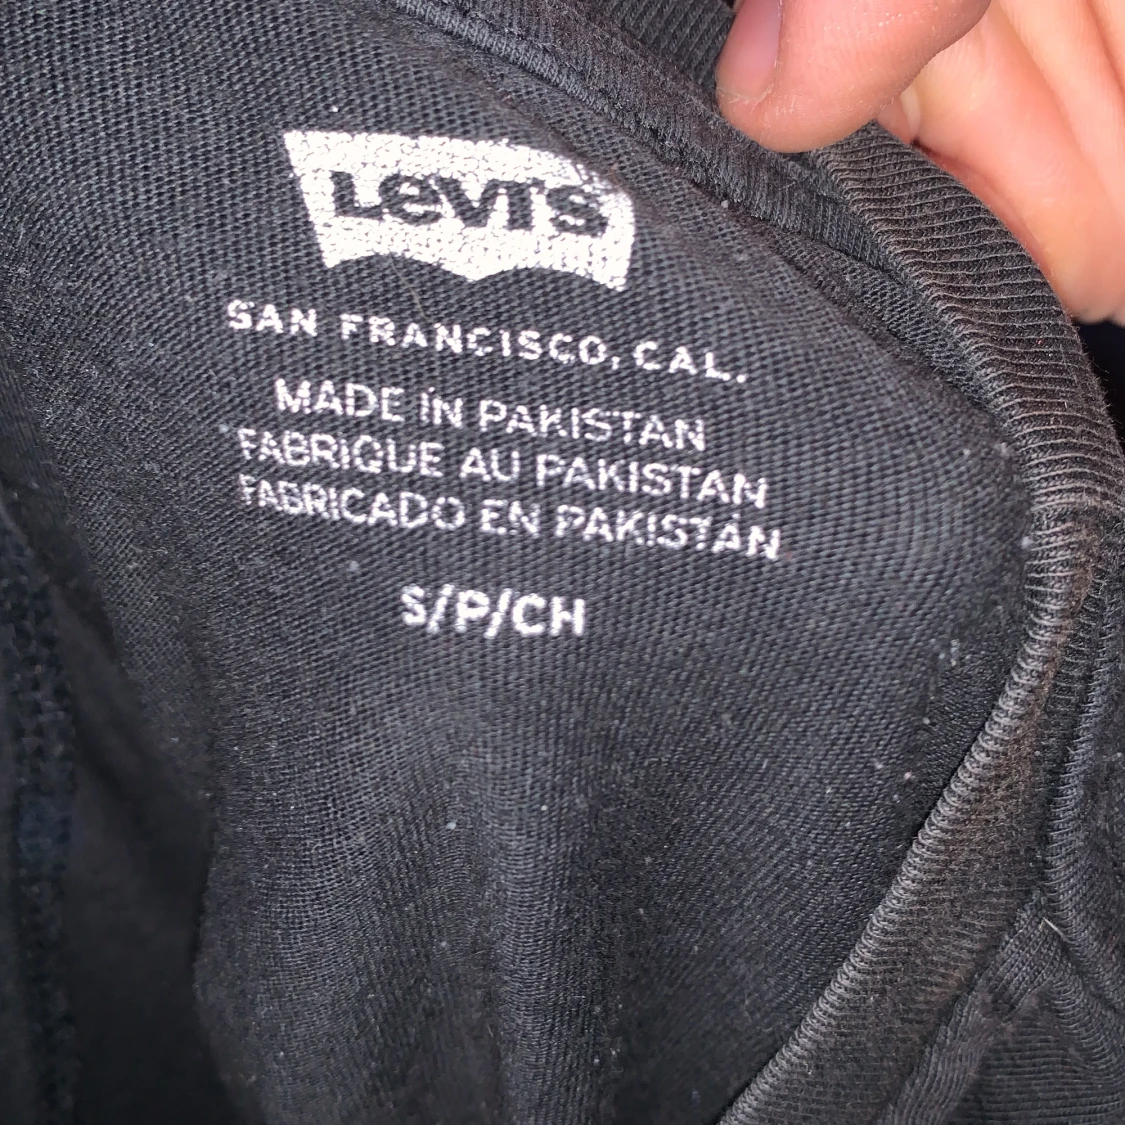 Levi's
SAN FRANCISCO, CAL.
MADE IN PAKISTAN
FABRIQUE AU PAKISTAN
FABRICADO EN PAKISTÁN
S/P/CH